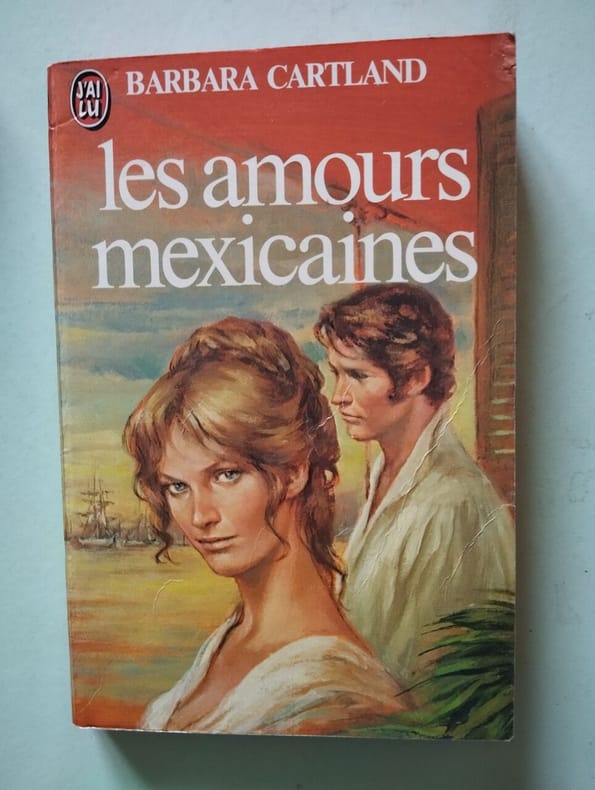 J'AI
LU
BARBARA CARTLAND
les amours
mexicaines